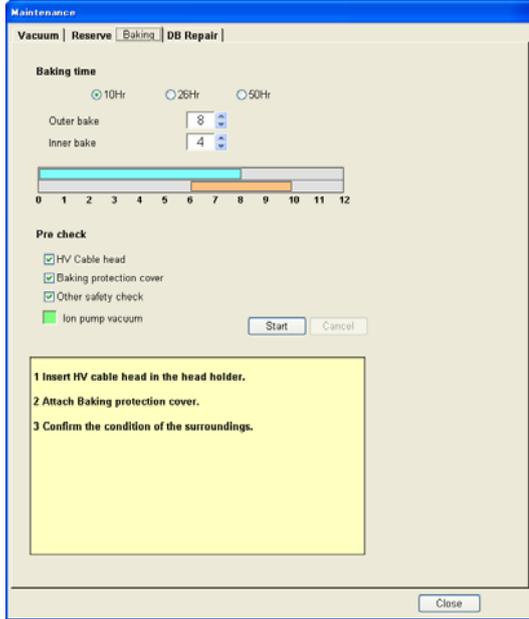 Maintenance
Vacuum Reserve Baking DB Repair
Baking time
10Hr 26Hr 50Hr
Outer bake 8
Inner bake 4
0 1 2 3 4 5 6 7 8 9 10 11 12
Pre check
HV Cable head
Baking protection cover
Other safety check
Ion pump vacuum
Start Cancel
1 Insert HV cable head in the head holder.
2 Attach Baking protection cover.
3 Confirm the condition of the surroundings.
Close